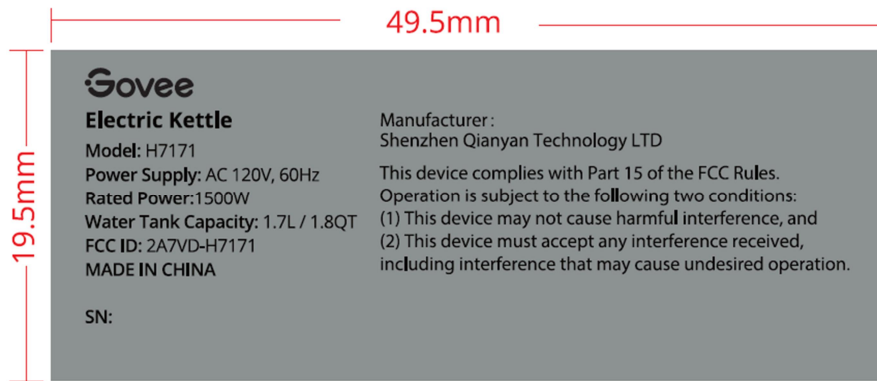 49.5mm
19.5mm
Govee
Electric Kettle
Model: H7171
Power Supply: AC 120V, 60Hz
Rated Power:1500W
Water Tank Capacity: 1.7L / 1.8QT
FCC ID: 2A7VD-H7171
MADE IN CHINA
SN:
Manufacturer :
Shenzhen Qianyan Technology LTD
This device complies with Part 15 of the FCC Rules.
Operation is subject to the following two conditions:
(1) This device may not cause harmful interference, and
(2) This device must accept any interference received,
including interference that may cause undesired operation.